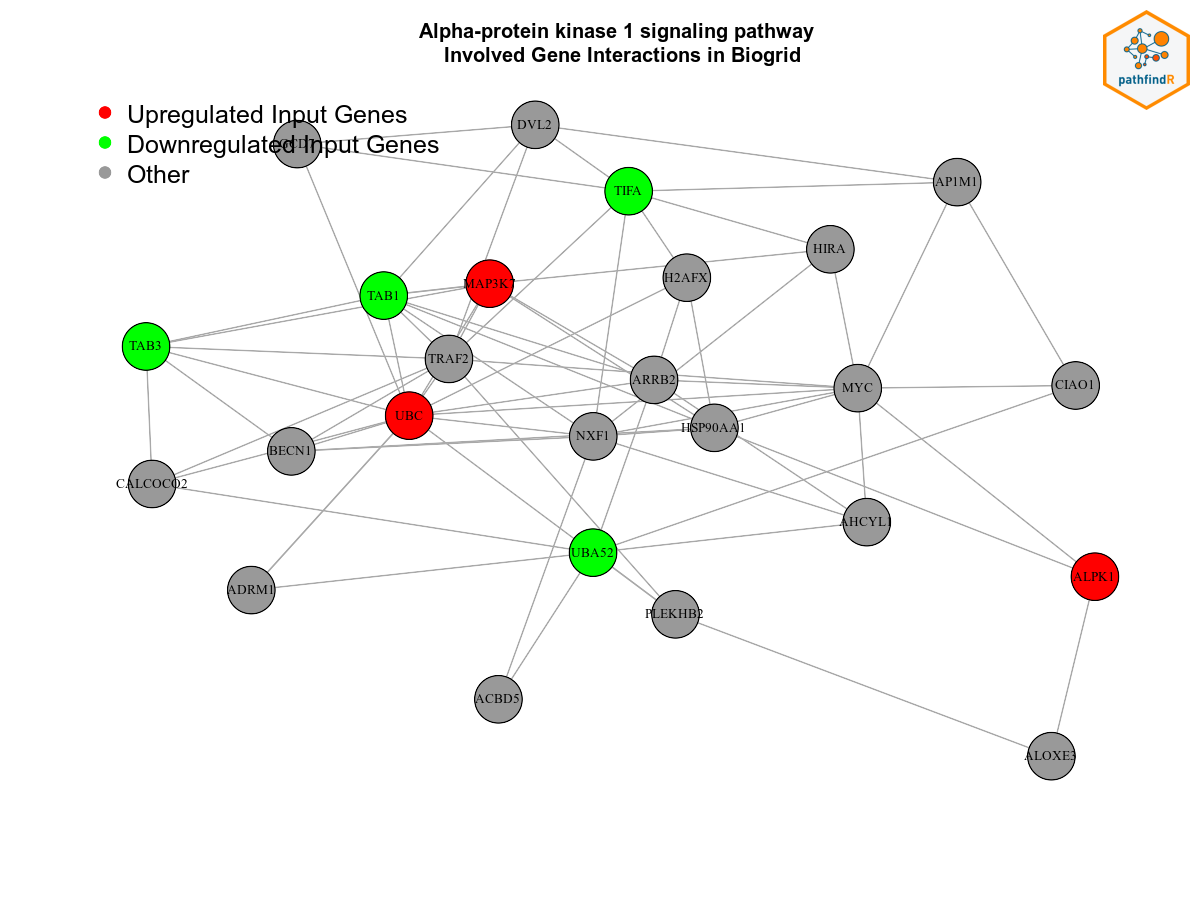 Alpha-protein kinase 1 signaling pathway
Involved Gene Interactions in Biogrid
pathfindR
Upregulated Input Genes
Downregulated Input Genes
Other
DVL2
TIFA
AP1M1
HIRA
H2AFX
MAP3K7
TAB1
TAB3
TRAF2
ARRB2
MYC
CIAO1
UBC
HSP90AA1
NXF1
BECN1
CALCOCO2
AHCYL1
UBA52
ALPK1
ADRM1
PLEKHB2
ACBD5
ALOXE3